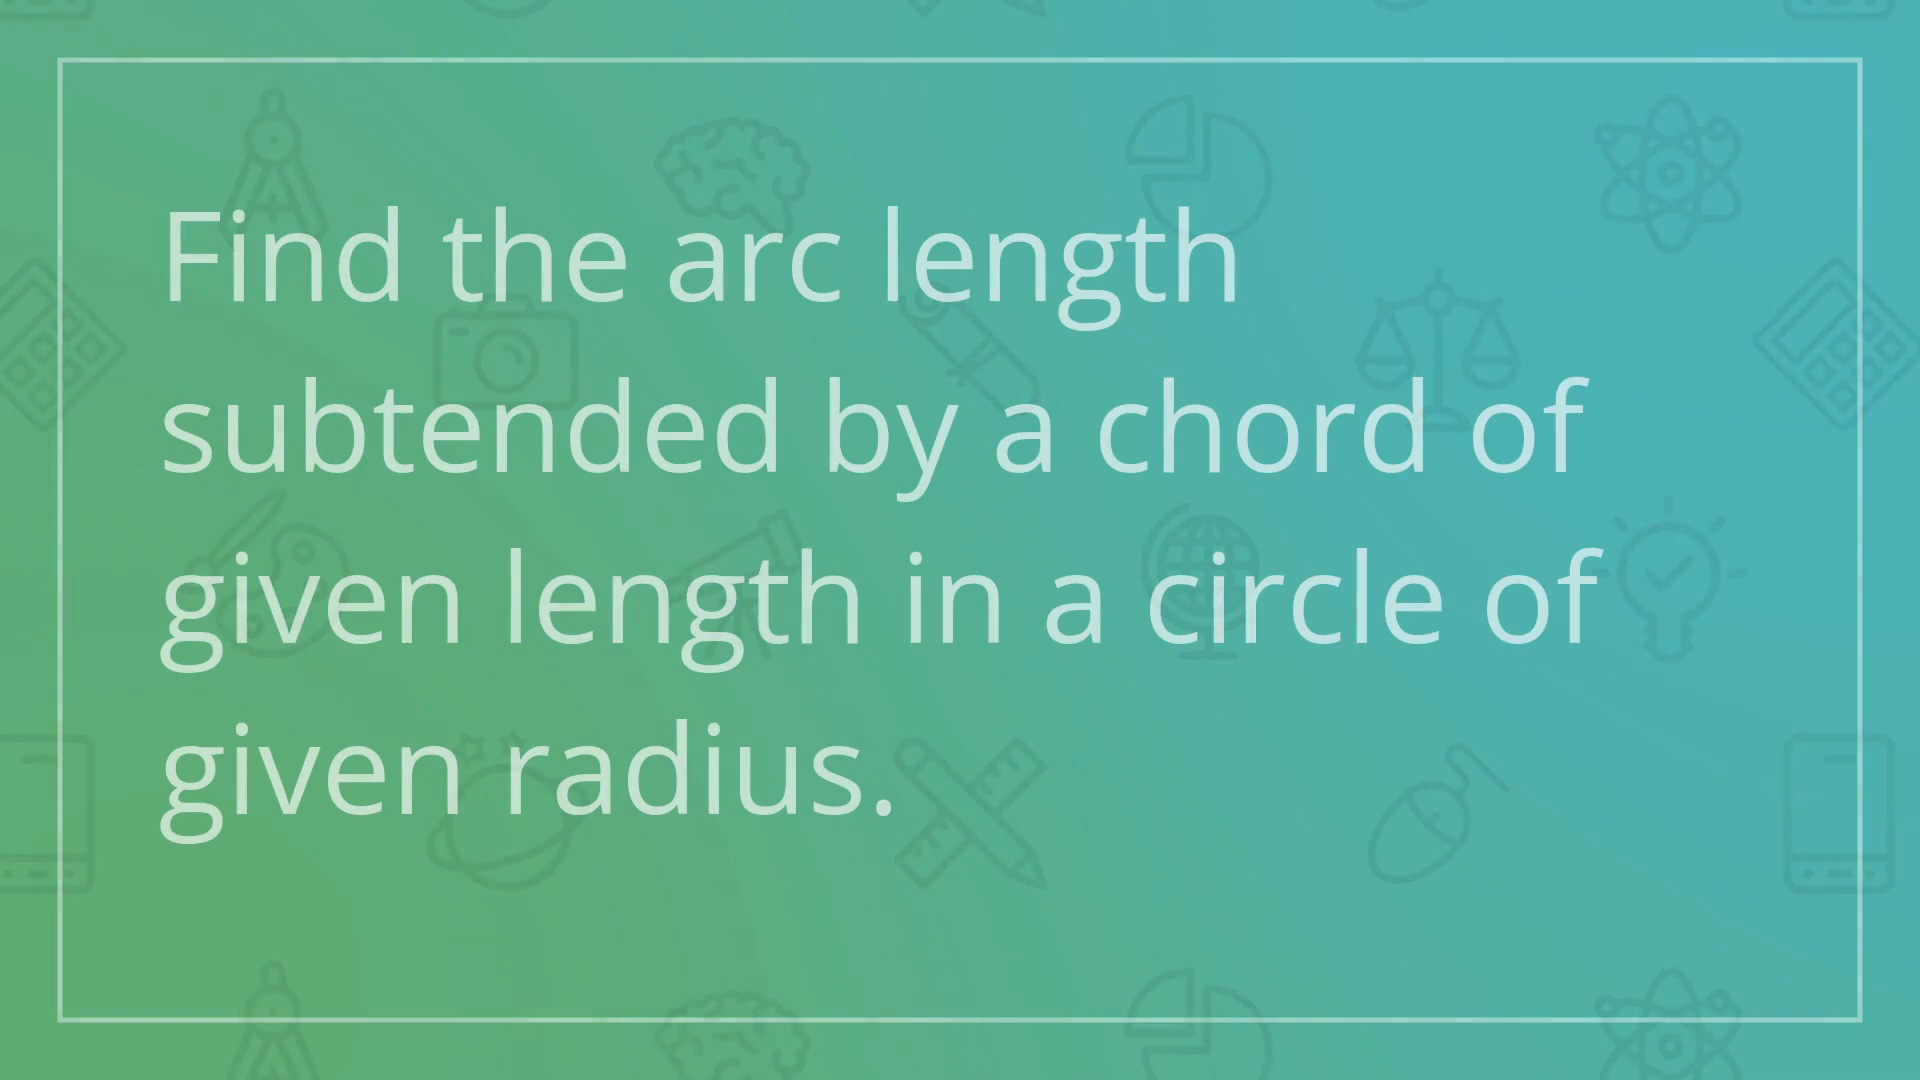 Find the arc length
subtended by a chord of
given length in a circle of
given radius.